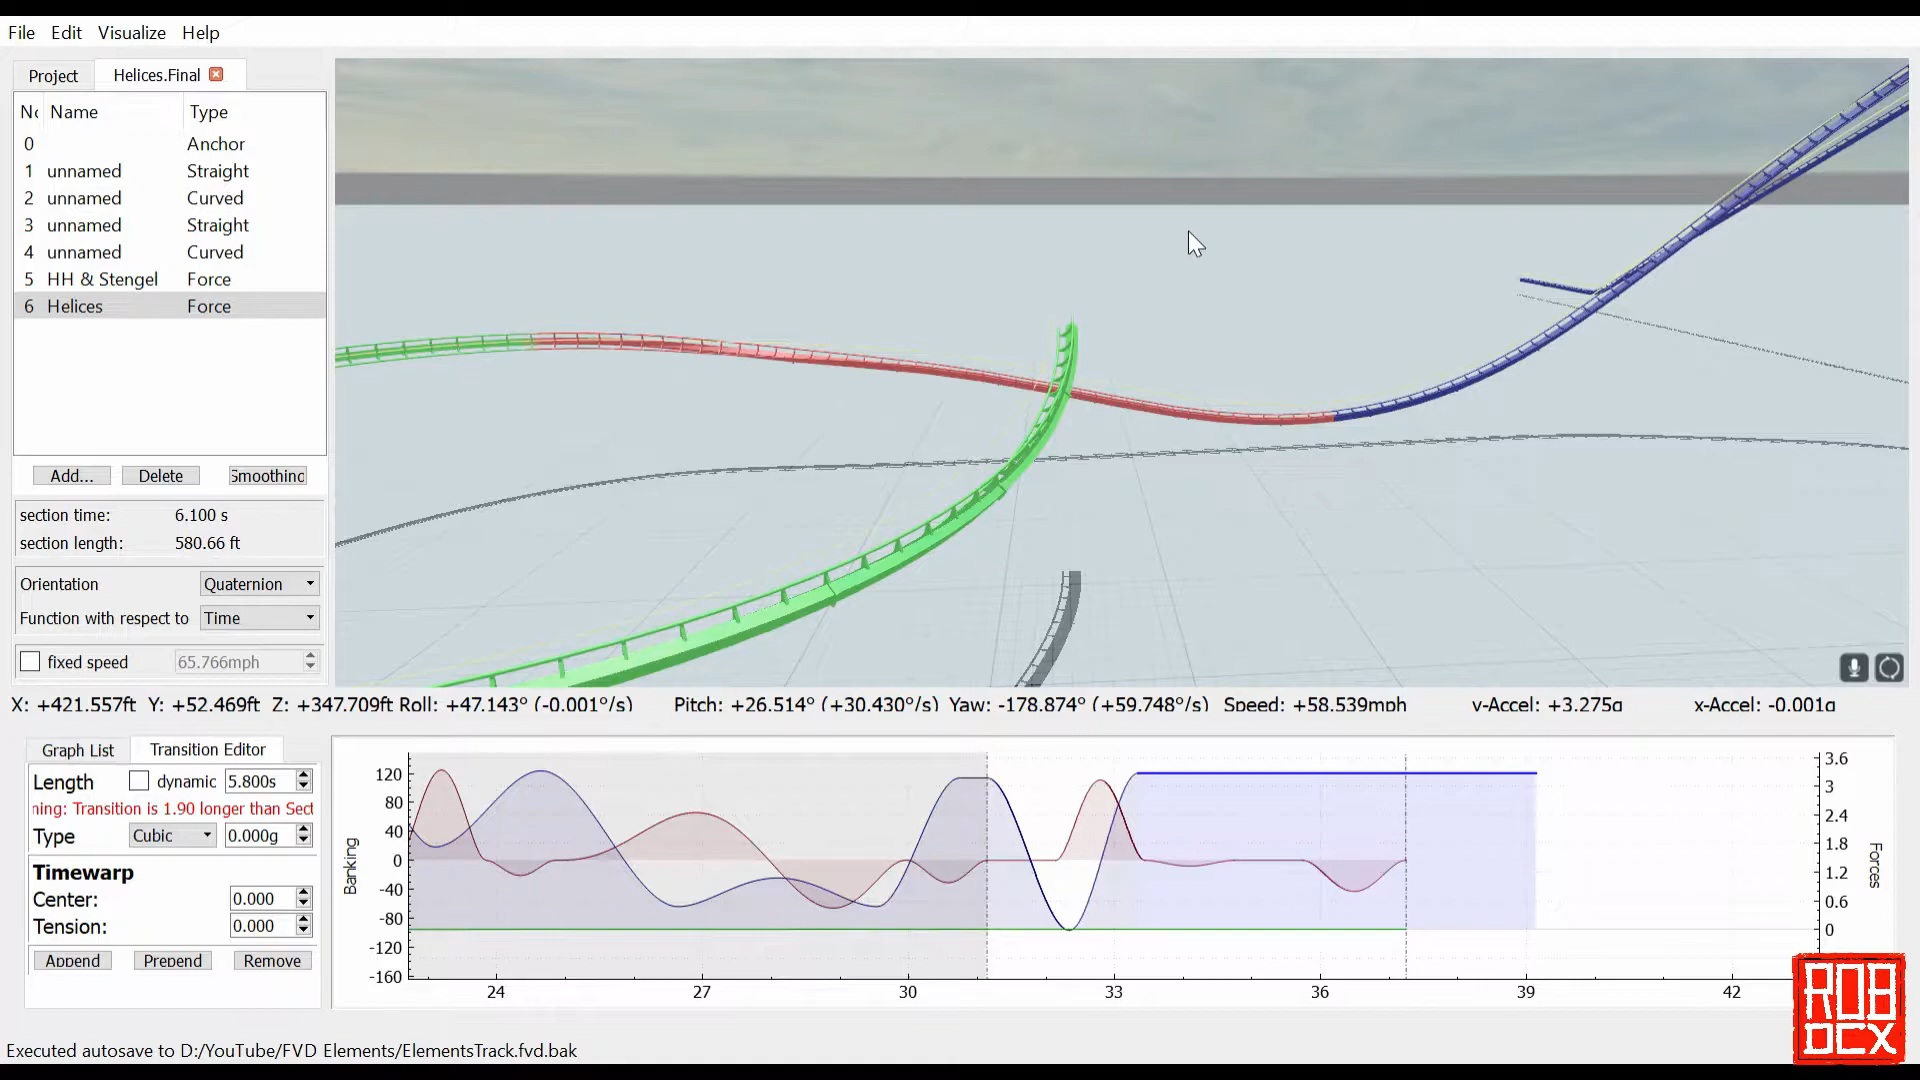 File Edit Visualize Help
Project Helices.Final
Nc Name Type
0 Anchor
1 unnamed Straight
2 unnamed Curved
3 unnamed Straight
4 unnamed Curved
5 HH & Stengel Force
6 Helices Force
Add... Delete Smoothing
section time: 6.100 s
section length: 580.66 ft
Orientation Quaternion
Function with respect to Time
fixed speed 65.766mph
X: +421.557ft Y: +52.469ft Z: +347.709ft Roll: +47.143° (-0.001°/s) Pitch: +26.514° (+30.430°/s) Yaw: -178.874° (+59.748°/s) Speed: +58.539mph v-Accel: +3.275g x-Accel: -0.001g
Graph List Transition Editor
Length dynamic 5.800s
ning: Transition is 1.90 longer than Sect
Type Cubic 0.000g
Timewarp
Center: 0.000
Tension: 0.000
Append Prepend Remove
Banking
120
80
40
0
-40
-80
-120
-160
24 27 30 33 36 39 42
3.6
3
2.4
1.8
1.2
0.6
0
Forces
ROB
DCX
Executed autosave to D:/YouTube/FVD Elements/ElementsTrack.fvd.bak